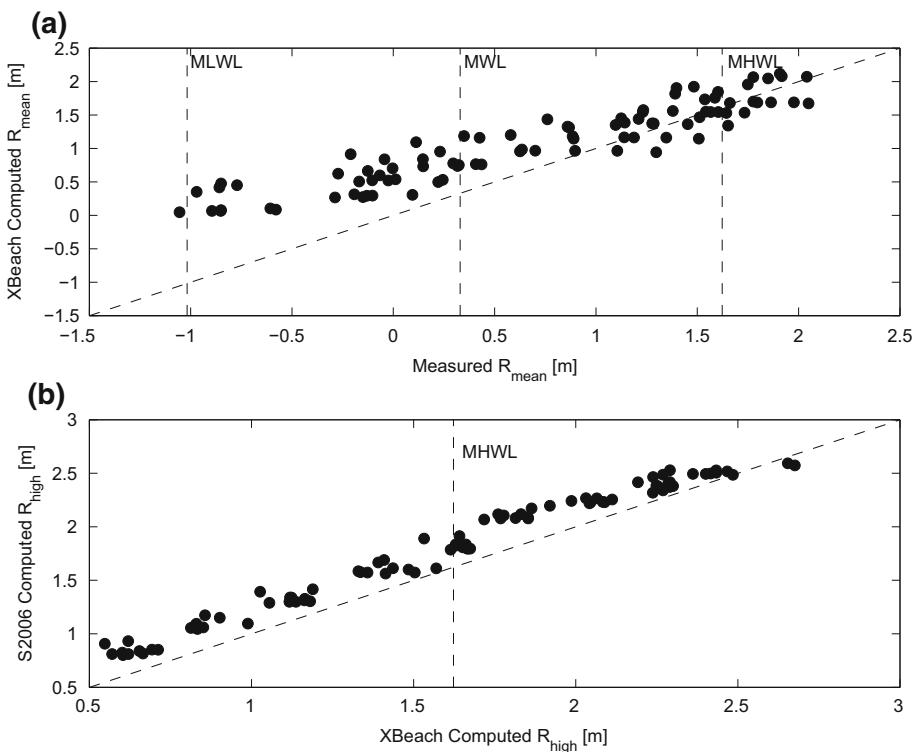 (a)
2.5
2
1.5
1
0.5
0
−0.5
−1
−1.5
XBeach Computed R_mean [m]
MLWL
MWL
MHWL
−1.5 −1 −0.5 0 0.5 1 1.5 2 2.5
Measured R_mean [m]
(b)
3
2.5
2
1.5
1
0.5
S2006 Computed R_high [m]
MHWL
0.5 1 1.5 2 2.5 3
XBeach Computed R_high [m]